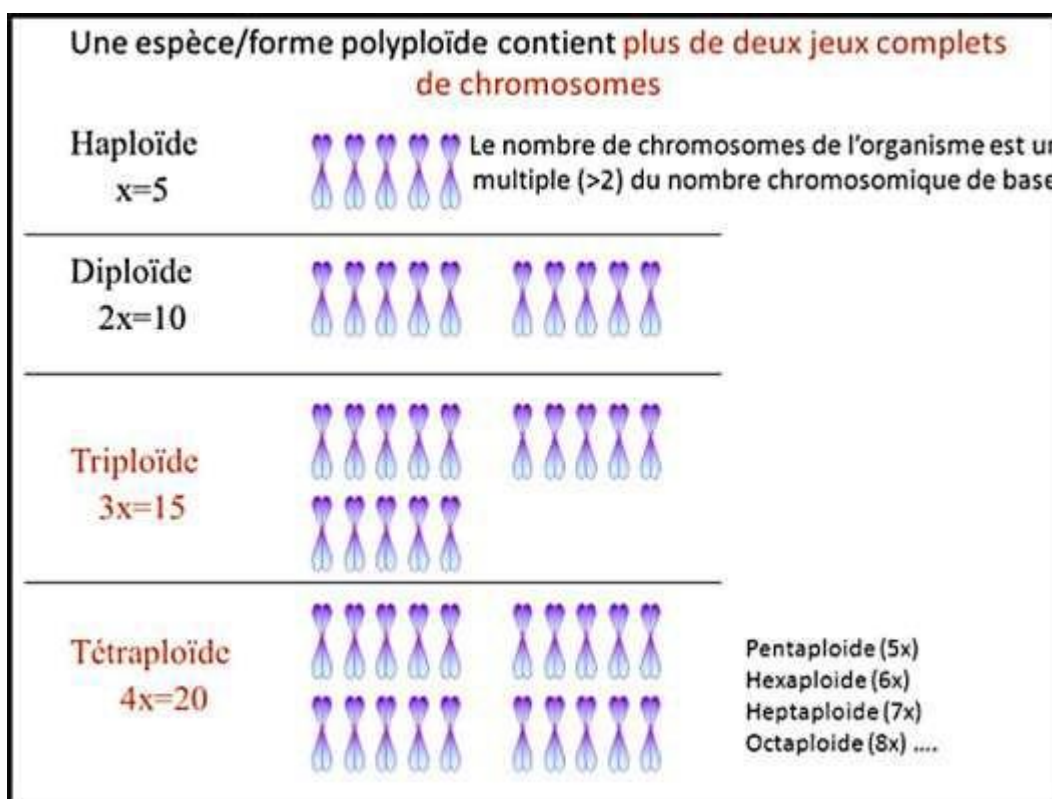 Une espèce/forme polyploïde contient plus de deux jeux complets
de chromosomes
Haploïde
x=5
Le nombre de chromosomes de l'organisme est un
multiple (>2) du nombre chromosomique de base
Diploïde
2x=10
Triploïde
3x=15
Tétraploïde
4x=20
Pentaploide (5x)
Hexaploide (6x)
Heptaploide (7x)
Octaploide (8x) ....